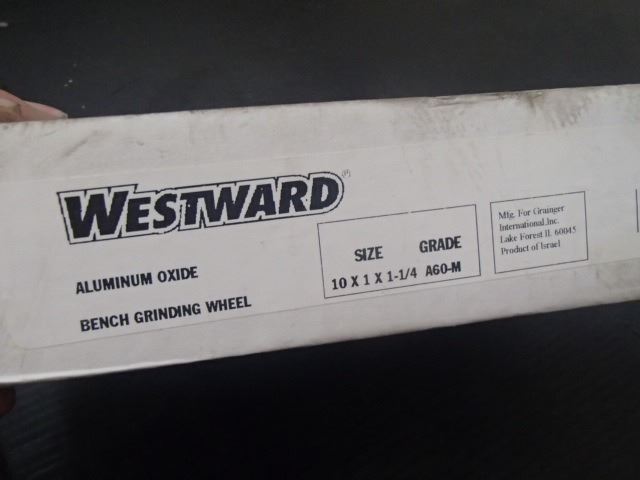 WESTWARD®
ALUMINUM OXIDE
BENCH GRINDING WHEEL
SIZE GRADE
10 X 1 X 1-1/4 A60-M
Mfg. For Grainger
International,Inc.
Lake Forest Il. 60045
Product of Israel